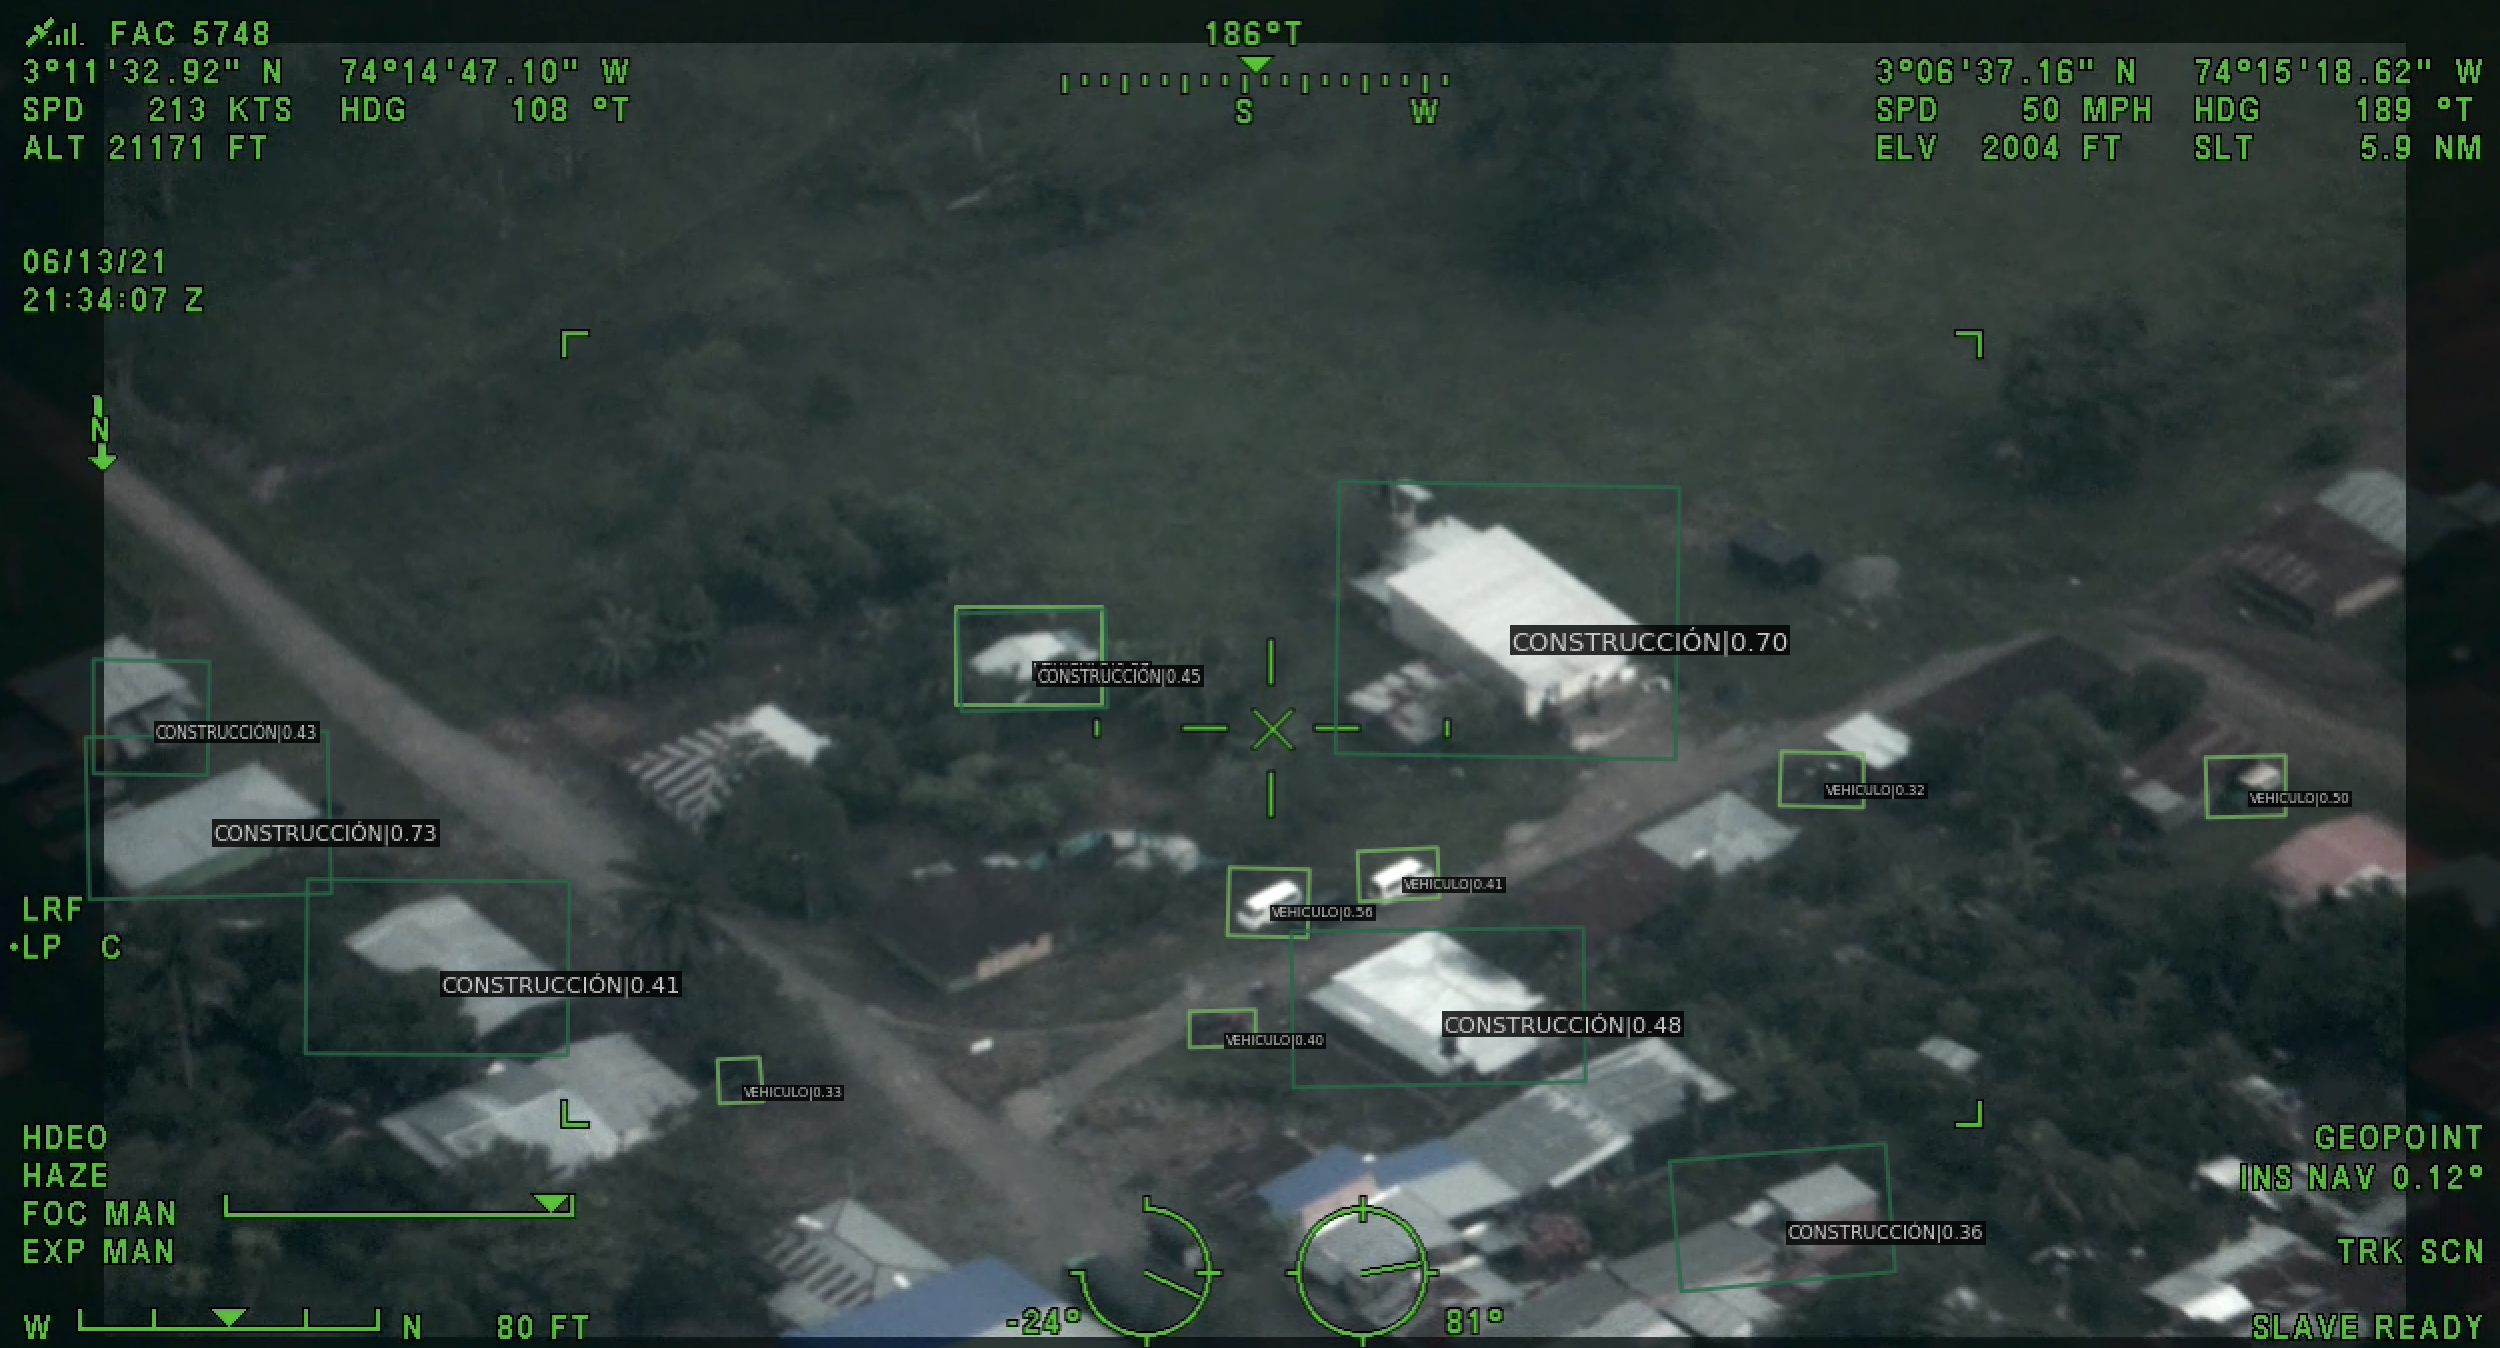 FAC 5748
3°11'32.92" N 74°14'47.10" W
SPD 213 KTS HDG 108 °T
ALT 21171 FT
186°T
S W
3°06'37.16" N 74°15'18.62" W
SPD 50 MPH HDG 189 °T
ELV 2004 FT SLT 5.9 NM
06/13/21
21:34:07 Z
N
CONSTRUCCIÓN|0.70
CONSTRUCCIÓN|0.45
CONSTRUCCIÓN|0.43
VEHICULO|0.32
VEHICULO|0.50
CONSTRUCCIÓN|0.73
VEHICULO|0.41
VEHICULO|0.56
LRF
•LP C
CONSTRUCCIÓN|0.41
CONSTRUCCIÓN|0.48
VEHICULO|0.40
VEHICULO|0.33
HDEO
HAZE
FOC MAN
EXP MAN
W N 80 FT
CONSTRUCCIÓN|0.36
-24°
81°
GEOPOINT
INS NAV 0.12°
TRK SCN
SLAVE READY